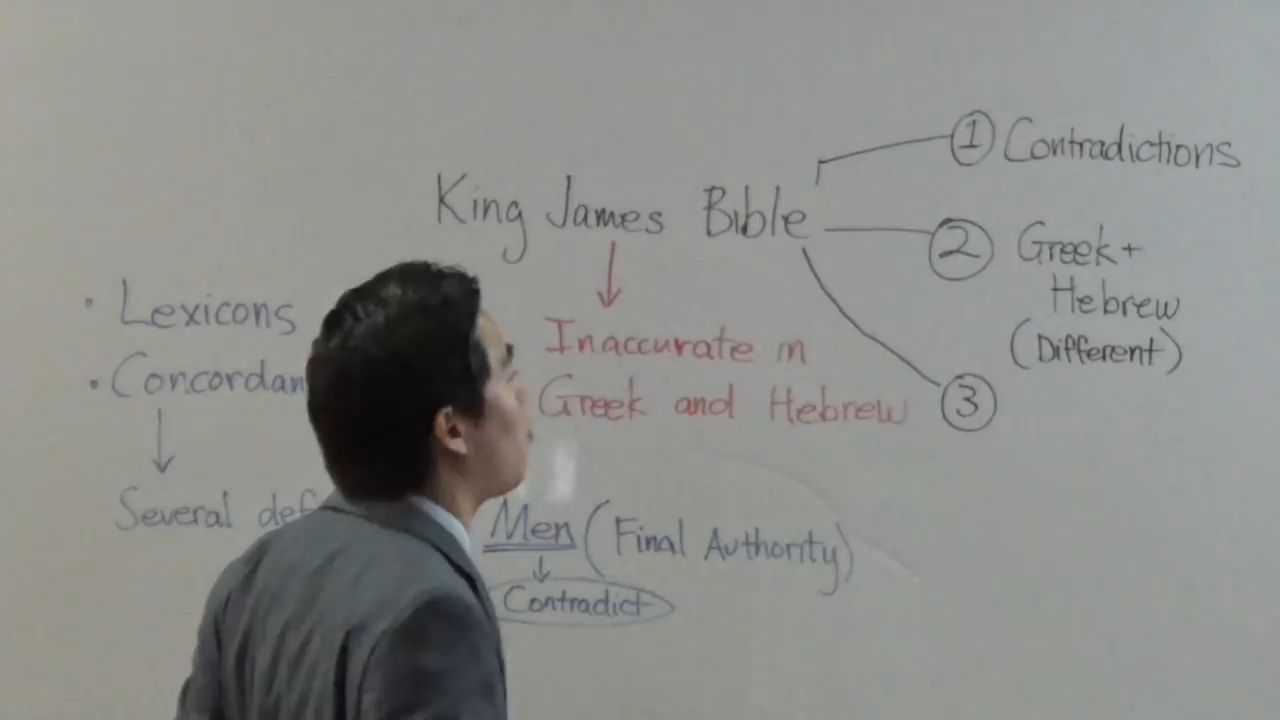 ① Contradictions
King James Bible
② Greek +
Hebrew
(Different)
③
Inaccurate in
Greek and Hebrew
• Lexicons
• Concordan
Several def
Men (Final Authority)
Contradict